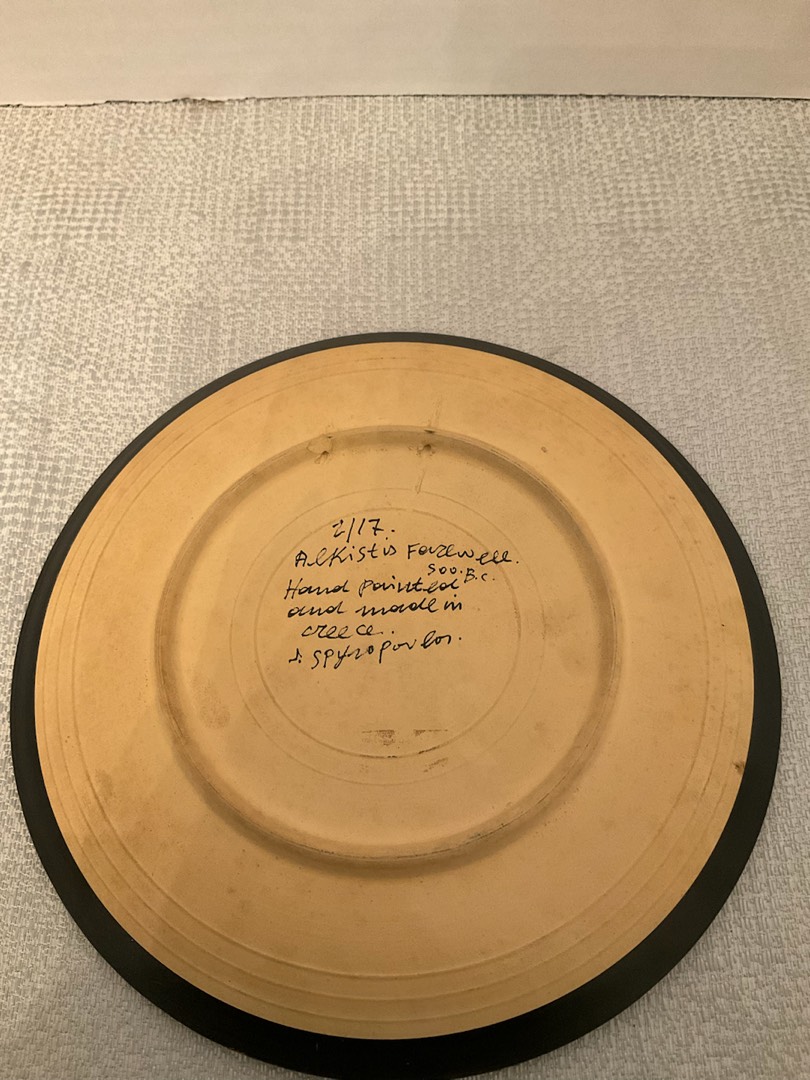 2/17.
Alkistis Farewell.
500. B.C.
Hand painted
and made in
Greece..
J. Spyropoulos.